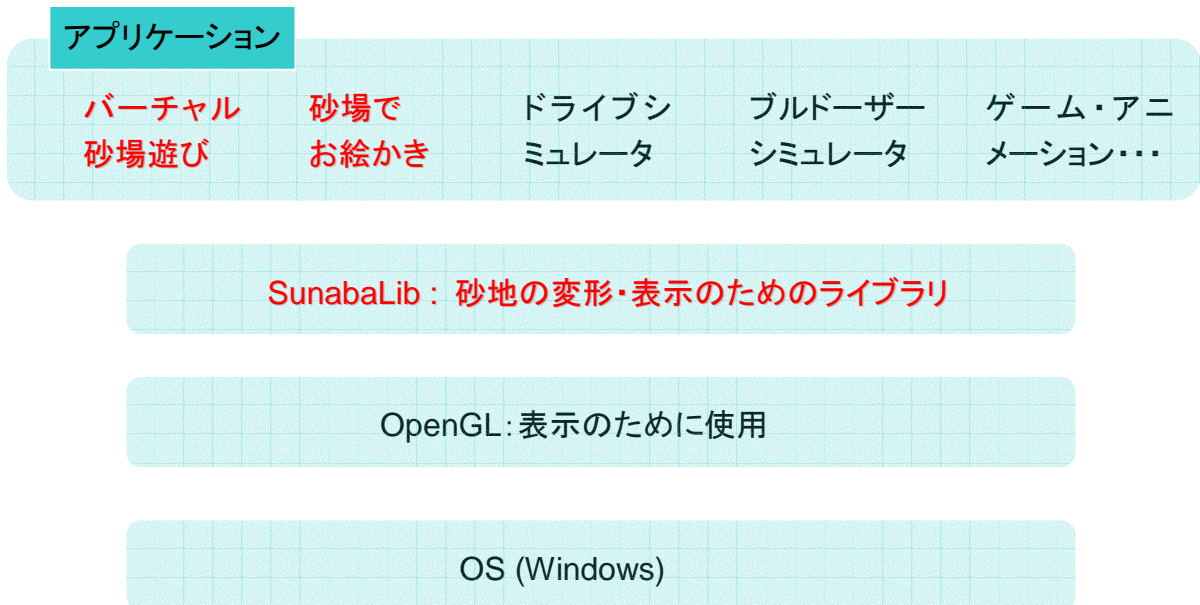 アプリケーション
バーチャル 砂場で ドライブシ ブルドーザー ゲーム・アニ
砂場遊び お絵かき ミュレータ シミュレータ メーション・・・
SunabaLib : 砂地の変形・表示のためのライブラリ
OpenGL:表示のために使用
OS (Windows)